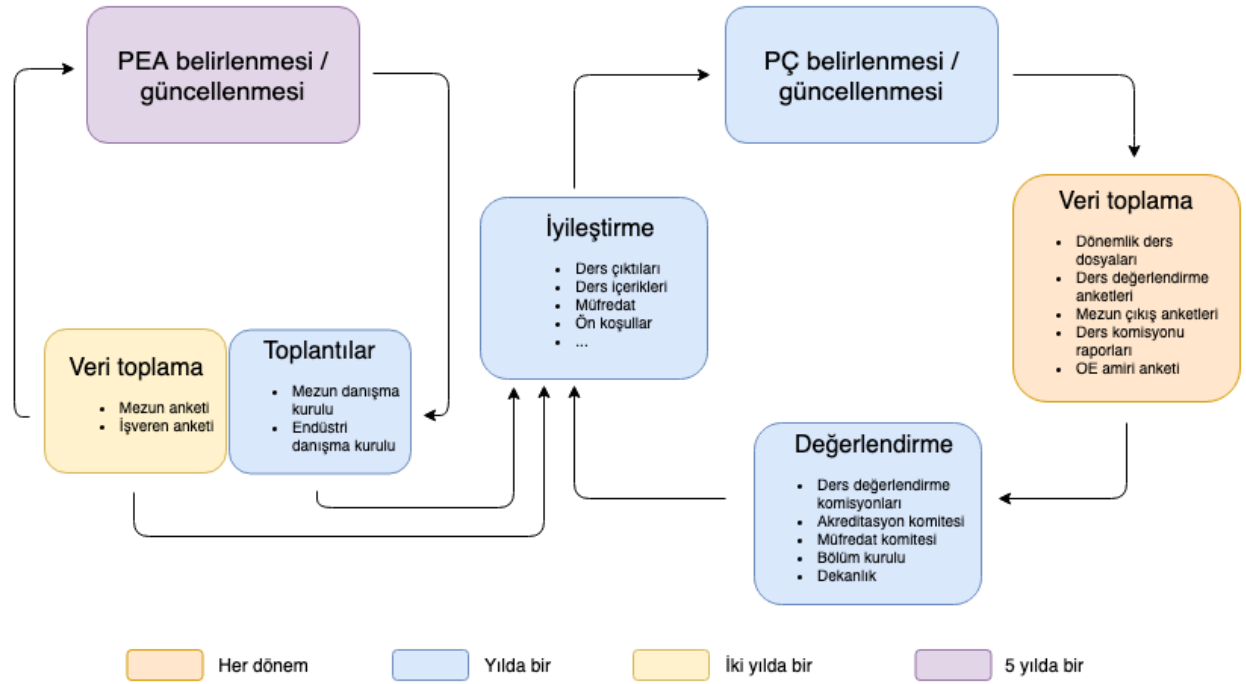 PEA belirlenmesi /
güncellenmesi
PÇ belirlenmesi /
güncellenmesi
İyileştirme
• Ders çıktıları
• Ders içerikleri
• Müfredat
• Ön koşullar
• ...
Veri toplama
• Dönemlik ders
dosyaları
• Ders değerlendirme
anketleri
• Mezun çıkış anketleri
• Ders komisyonu
raporları
• OE amiri anketi
Veri toplama
• Mezun anketi
• İşveren anketi
Toplantılar
• Mezun danışma
kurulu
• Endüstri
danışma kurulu
Değerlendirme
• Ders değerlendirme
komisyonları
• Akreditasyon komitesi
• Müfredat komitesi
• Bölüm kurulu
• Dekanlık
Her dönem
Yılda bir
İki yılda bir
5 yılda bir